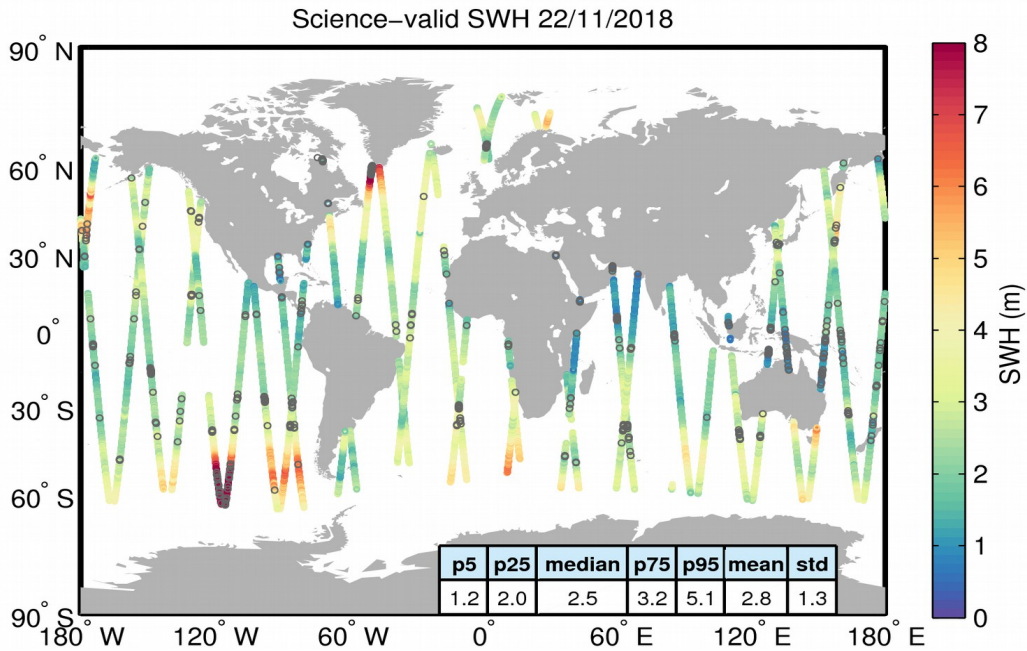 Science−valid SWH 22/11/2018
90° N
60° N
30° N
0°
30° S
60° S
90° S
180° W
120° W
60° W
0°
60° E
120° E
180° E
p5 p25 median p75 p95 mean std
1.2 2.0 2.5 3.2 5.1 2.8 1.3
8
7
6
5
4
3
2
1
0
SWH (m)